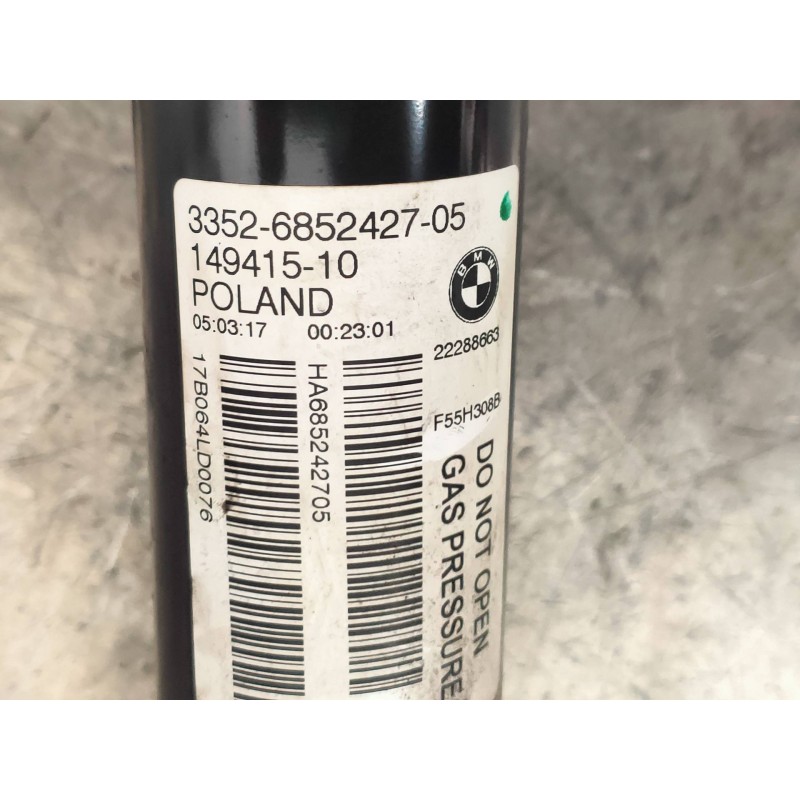 3352-6852427-05
149415-10
POLAND
05:03:17 00:23:01
BMW
22288663
F55H308B
17B064LD0076
HA685242705
DO NOT OPEN
GAS PRESSURE